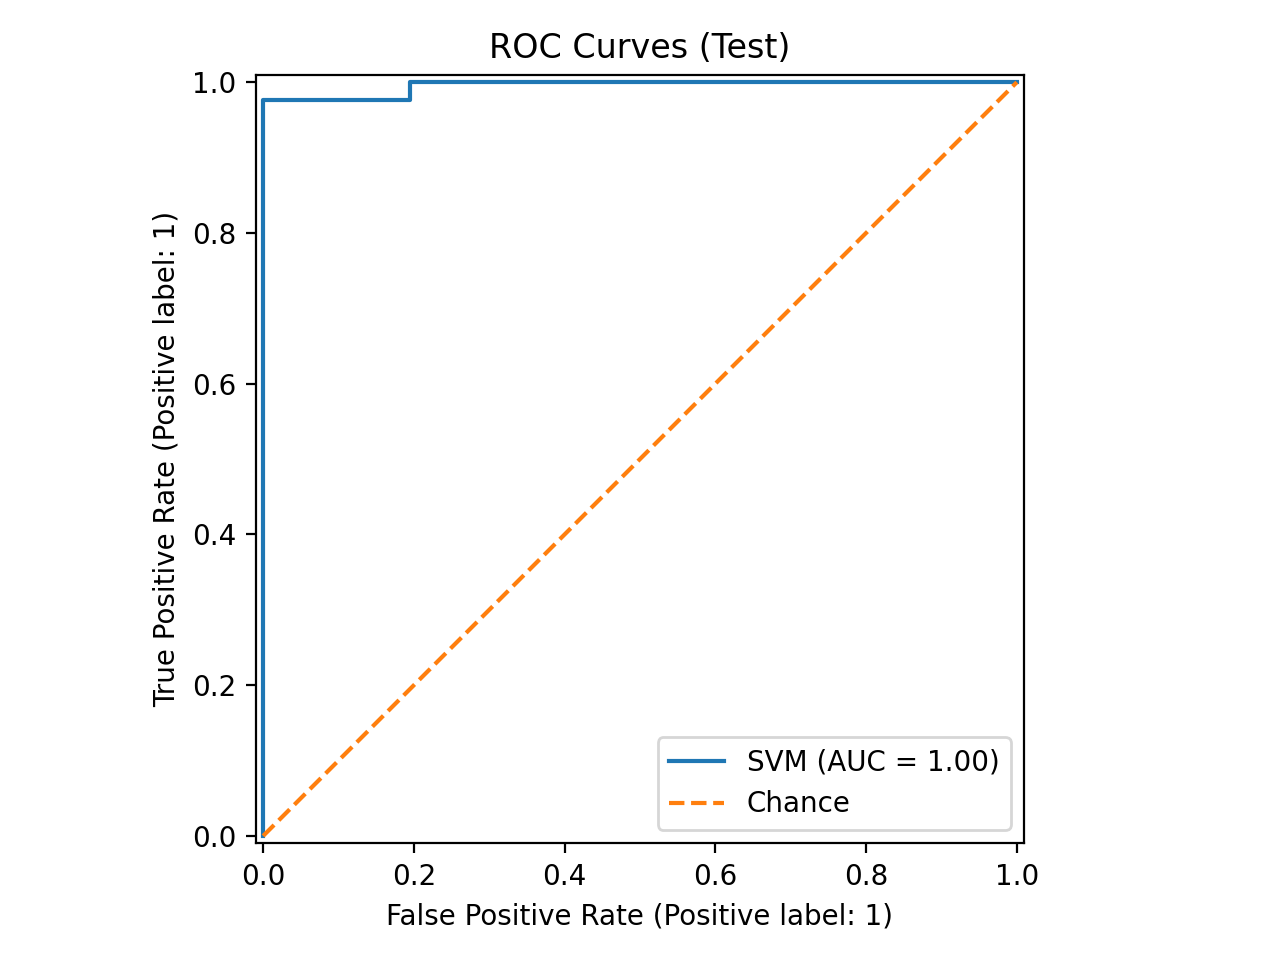 ROC Curves (Test)
True Positive Rate (Positive label: 1)
1.0
0.8
0.6
0.4
0.2
0.0
SVM (AUC = 1.00)
Chance
0.0 0.2 0.4 0.6 0.8 1.0
False Positive Rate (Positive label: 1)